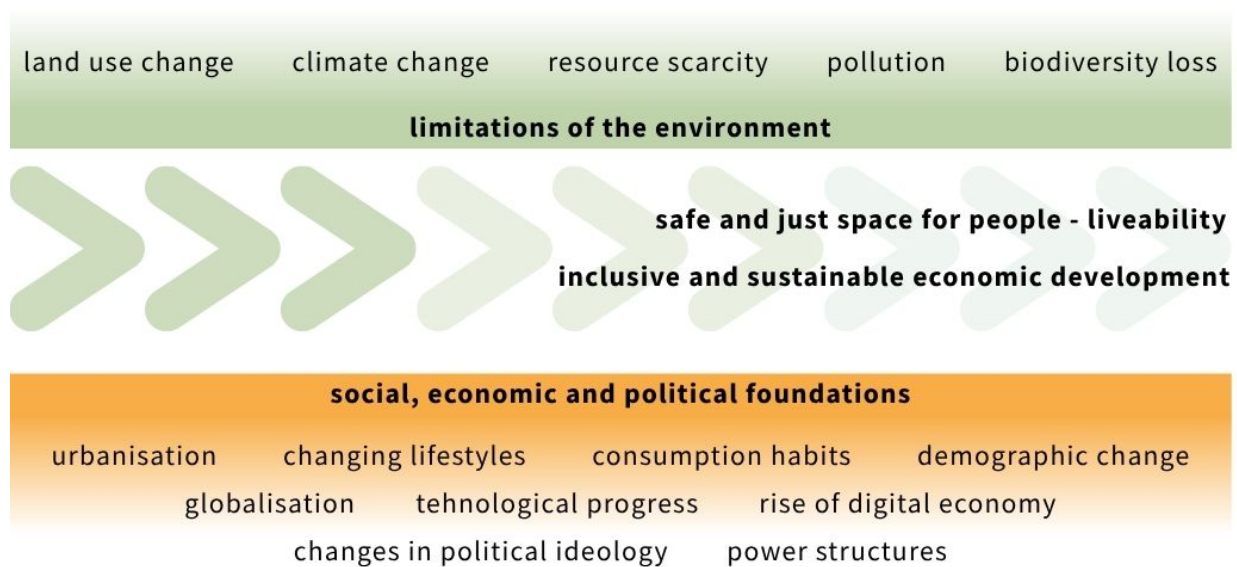 land use change climate change resource scarcity pollution biodiversity loss
limitations of the environment
safe and just space for people - liveability
inclusive and sustainable economic development
social, economic and political foundations
urbanisation changing lifestyles consumption habits demographic change
globalisation tehnological progress rise of digital economy
changes in political ideology power structures